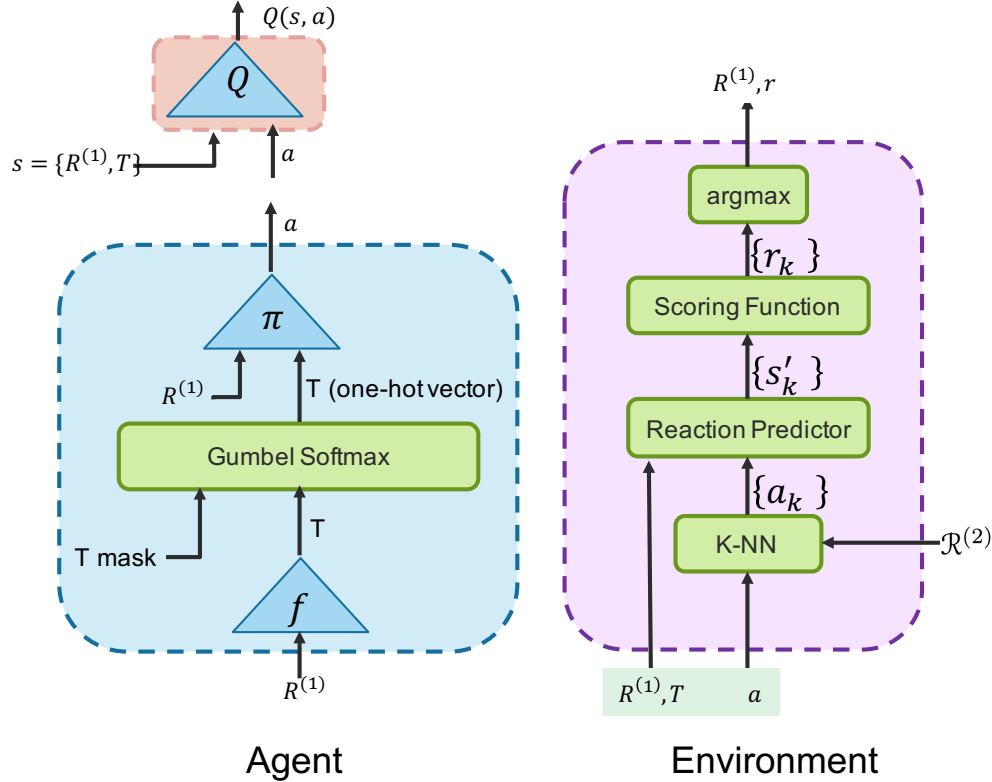 Q(s, a)
Q
s = {R^(1), T}
a
a
π
R^(1)
T (one-hot vector)
Gumbel Softmax
T
T mask
f
R^(1)
Agent
R^(1), r
argmax
{r_k }
Scoring Function
{s′_k }
Reaction Predictor
{a_k }
K-NN
ℛ^(2)
R^(1), T a
Environment